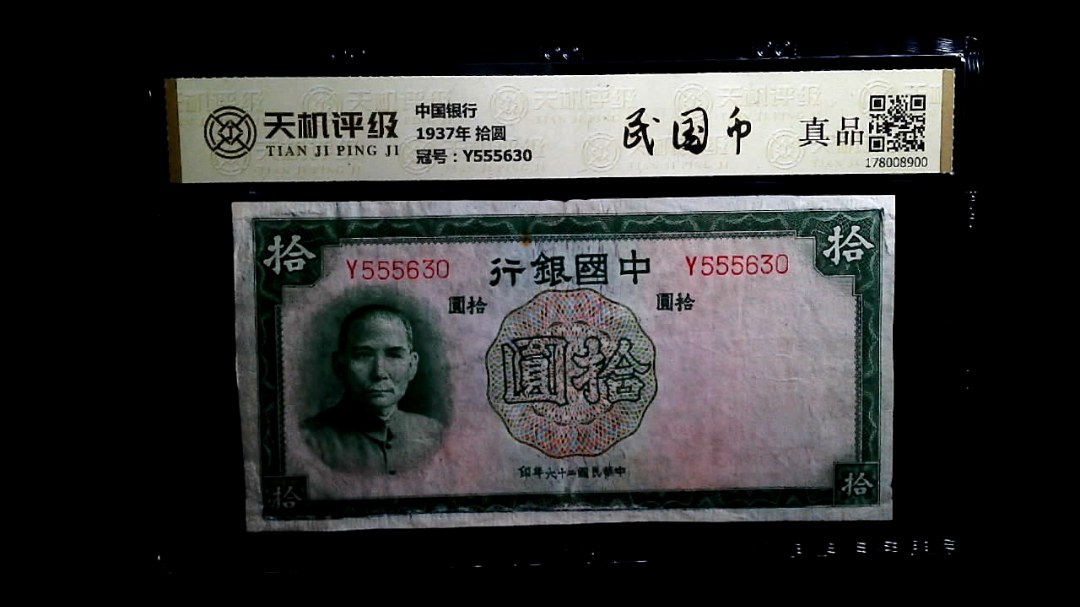 天机评级
TIAN JI PING JI
中国银行
1937年 拾圆
冠号：Y555630
民国币
真品
178008900
拾
拾
Y555630
行銀國中
Y555630
圓拾
圓拾
圓拾
印年六十二國民華中
拾
拾